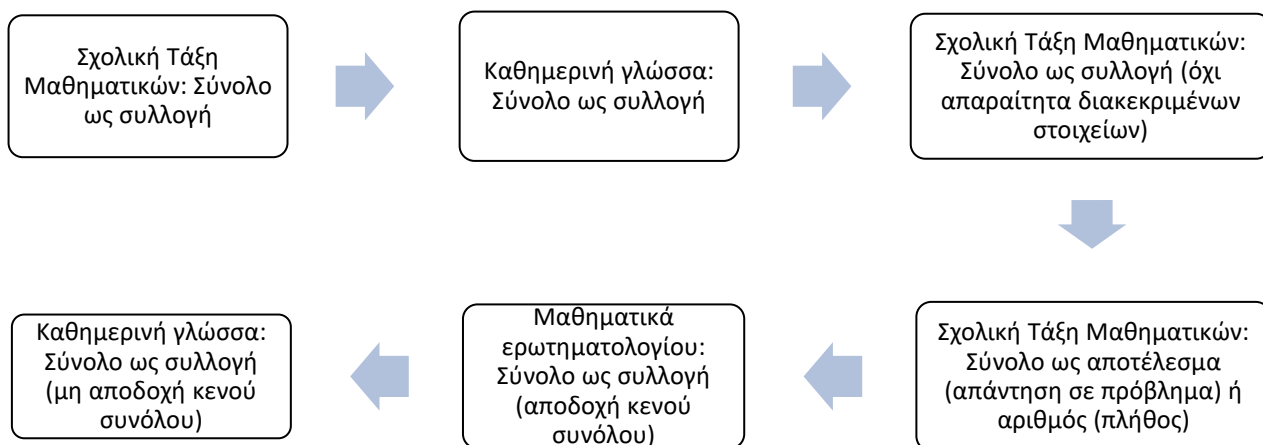 Σχολική Τάξη
Μαθηματικών: Σύνολο
ως συλλογή
Καθημερινή γλώσσα:
Σύνολο ως συλλογή
Σχολική Τάξη Μαθηματικών:
Σύνολο ως συλλογή (όχι
απαραίτητα διακεκριμένων
στοιχείων)
Σχολική Τάξη Μαθηματικών:
Σύνολο ως αποτέλεσμα
(απάντηση σε πρόβλημα) ή
αριθμός (πλήθος)
Μαθηματικά
ερωτηματολογίου:
Σύνολο ως συλλογή
(αποδοχή κενού
συνόλου)
Καθημερινή γλώσσα:
Σύνολο ως συλλογή
(μη αποδοχή κενού
συνόλου)